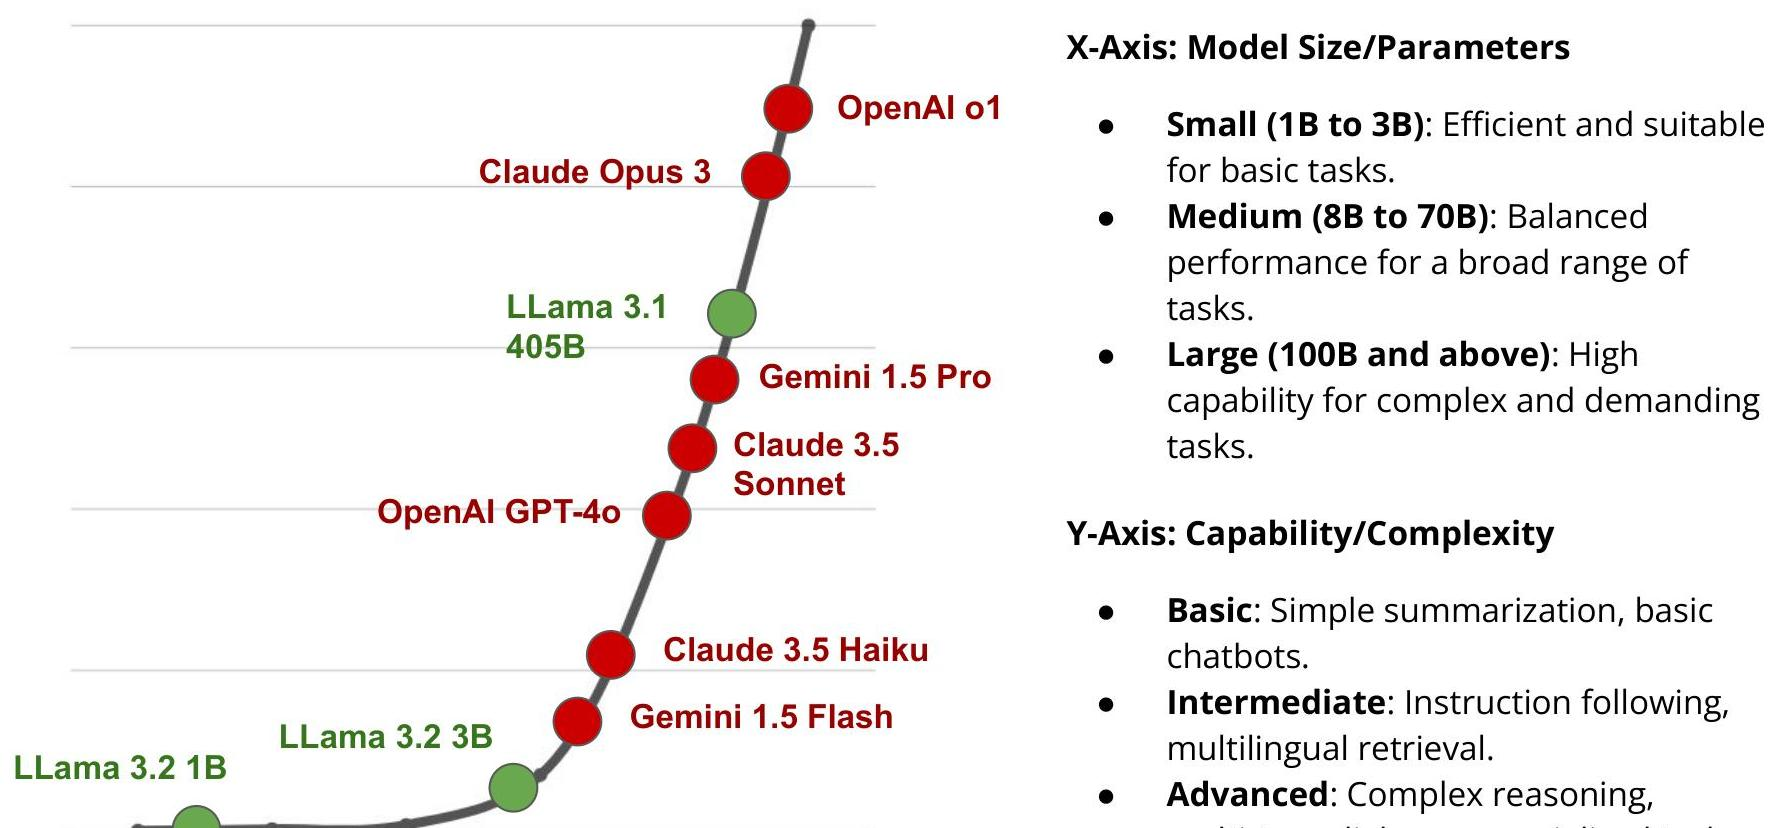 OpenAI o1
Claude Opus 3
LLama 3.1
405B
Gemini 1.5 Pro
Claude 3.5
Sonnet
OpenAI GPT-4o
Claude 3.5 Haiku
Gemini 1.5 Flash
LLama 3.2 3B
LLama 3.2 1B
X-Axis: Model Size/Parameters
● Small (1B to 3B): Efficient and suitable
for basic tasks.
● Medium (8B to 70B): Balanced
performance for a broad range of
tasks.
● Large (100B and above): High
capability for complex and demanding
tasks.
Y-Axis: Capability/Complexity
● Basic: Simple summarization, basic
chatbots.
● Intermediate: Instruction following,
multilingual retrieval.
● Advanced: Complex reasoning,